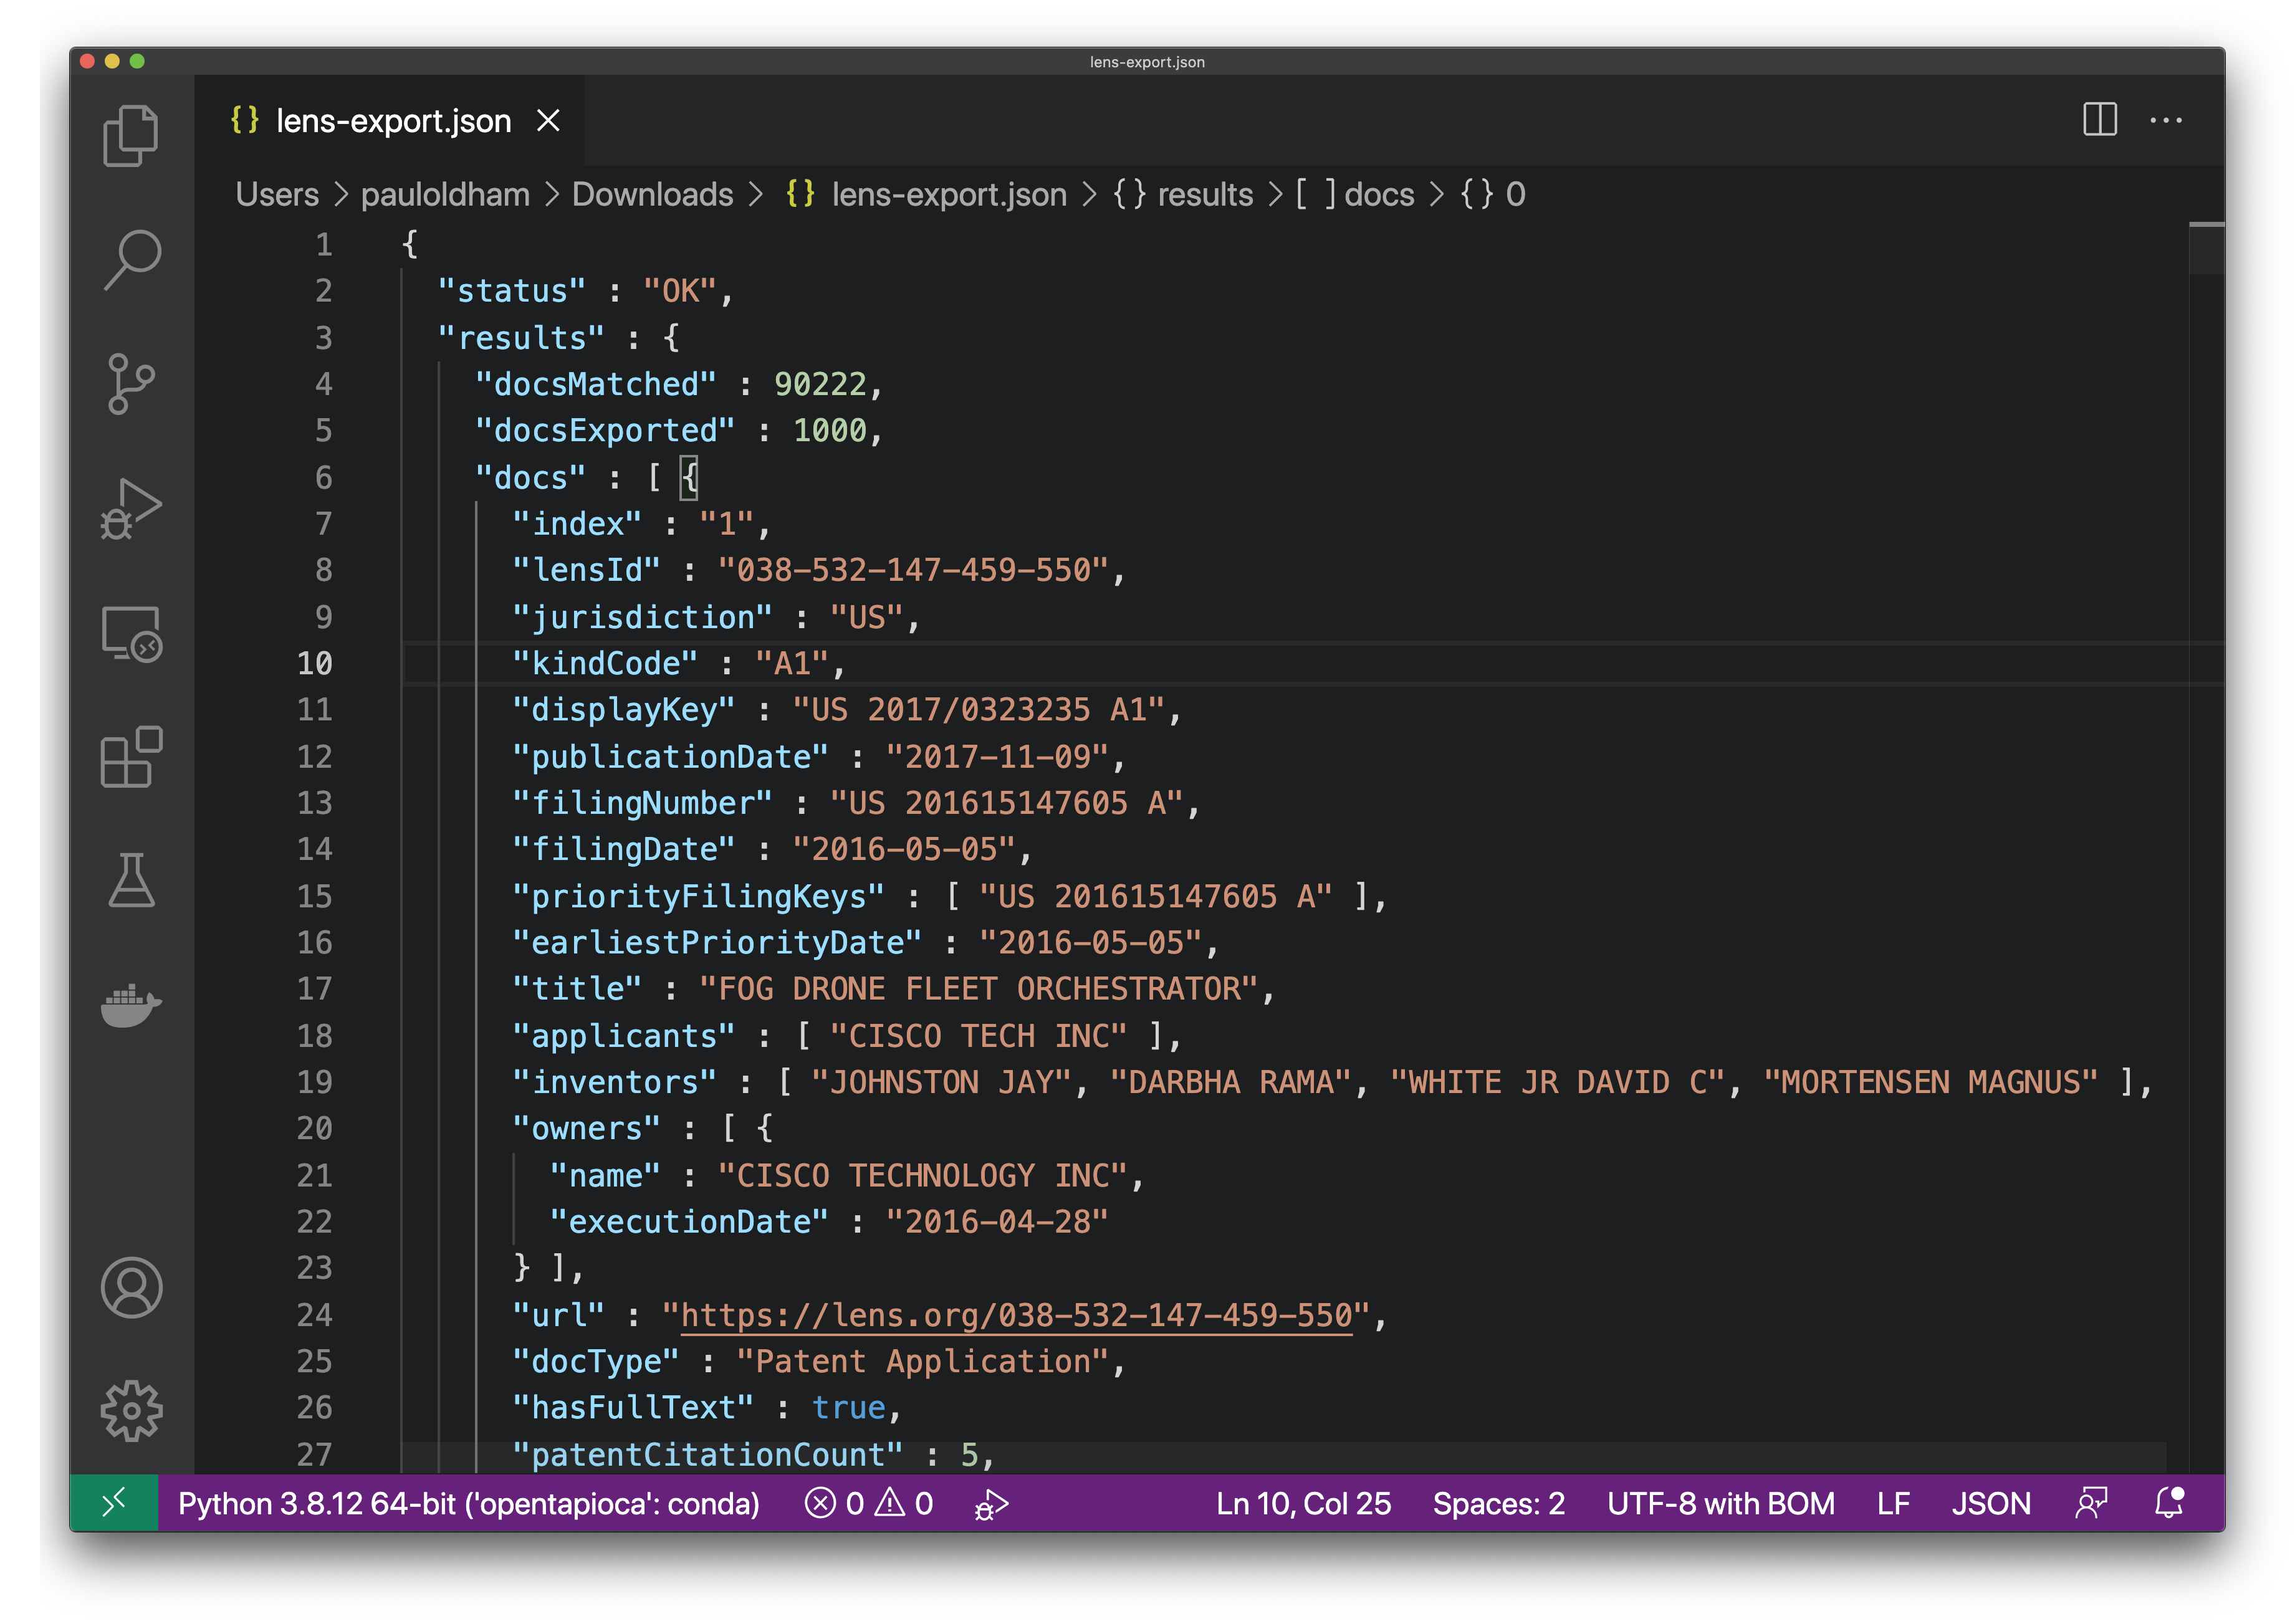 lens-export.json
{} lens-export.json
Users > pauloldham > Downloads > {} lens-export.json > {} results > [ ] docs > {} 0
1 {
2 "status" : "OK",
3 "results" : {
4 "docsMatched" : 90222,
5 "docsExported" : 1000,
6 "docs" : [ {
7 "index" : "1",
8 "lensId" : "038-532-147-459-550",
9 "jurisdiction" : "US",
10 "kindCode" : "A1",
11 "displayKey" : "US 2017/0323235 A1",
12 "publicationDate" : "2017-11-09",
13 "filingNumber" : "US 201615147605 A",
14 "filingDate" : "2016-05-05",
15 "priorityFilingKeys" : [ "US 201615147605 A" ],
16 "earliestPriorityDate" : "2016-05-05",
17 "title" : "FOG DRONE FLEET ORCHESTRATOR",
18 "applicants" : [ "CISCO TECH INC" ],
19 "inventors" : [ "JOHNSTON JAY", "DARBHA RAMA", "WHITE JR DAVID C", "MORTENSEN MAGNUS" ],
20 "owners" : [ {
21 "name" : "CISCO TECHNOLOGY INC",
22 "executionDate" : "2016-04-28"
23 } ],
24 "url" : "https://lens.org/038-532-147-459-550",
25 "docType" : "Patent Application",
26 "hasFullText" : true,
27 "patentCitationCount" : 5,
Python 3.8.12 64-bit ('opentapioca': conda) 0 0 Ln 10, Col 25 Spaces: 2 UTF-8 with BOM LF JSON